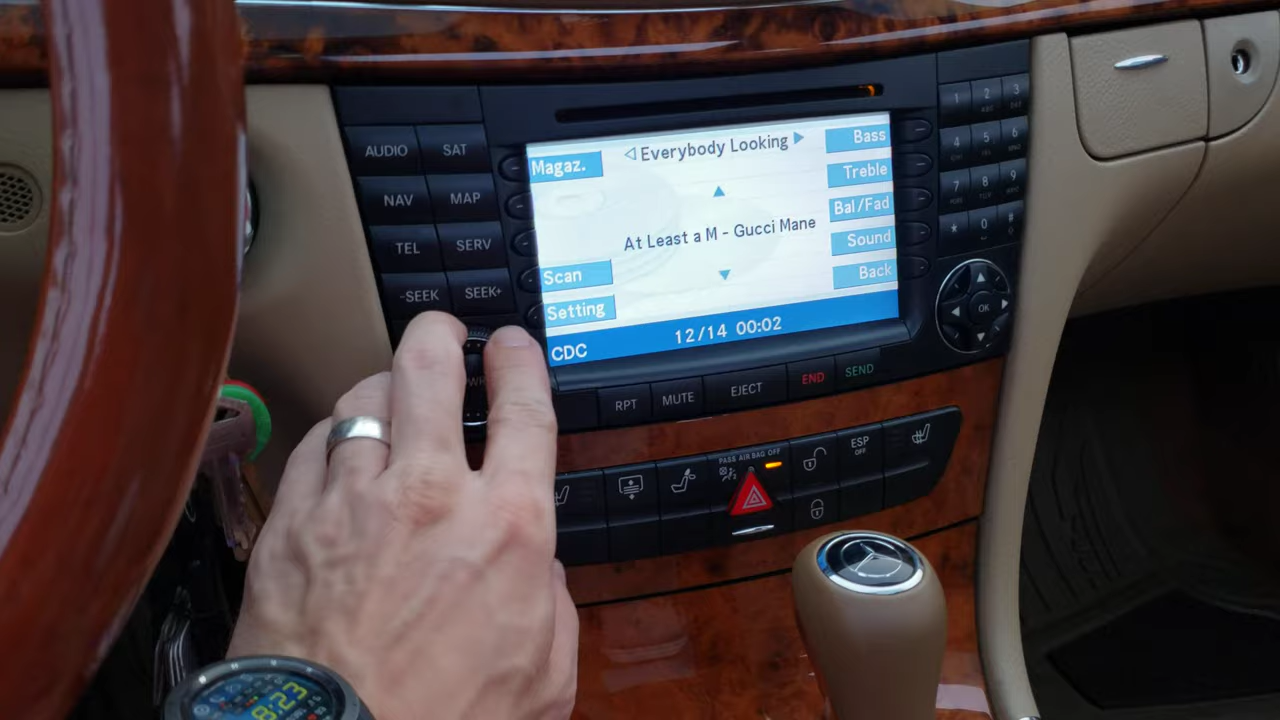 AUDIO
SAT
NAV
MAP
TEL
SERV
-SEEK
SEEK+
Magaz.
Everybody Looking
Bass
Treble
Bal/Fad
At Least a M - Gucci Mane
Sound
Scan
Back
Setting
CDC
12/14 00:02
1
2
3
4
5
6
7
8
9
*
0
#
OK
RPT
MUTE
EJECT
END
SEND
PASS AIR BAG OFF
ESP
OFF
8:23